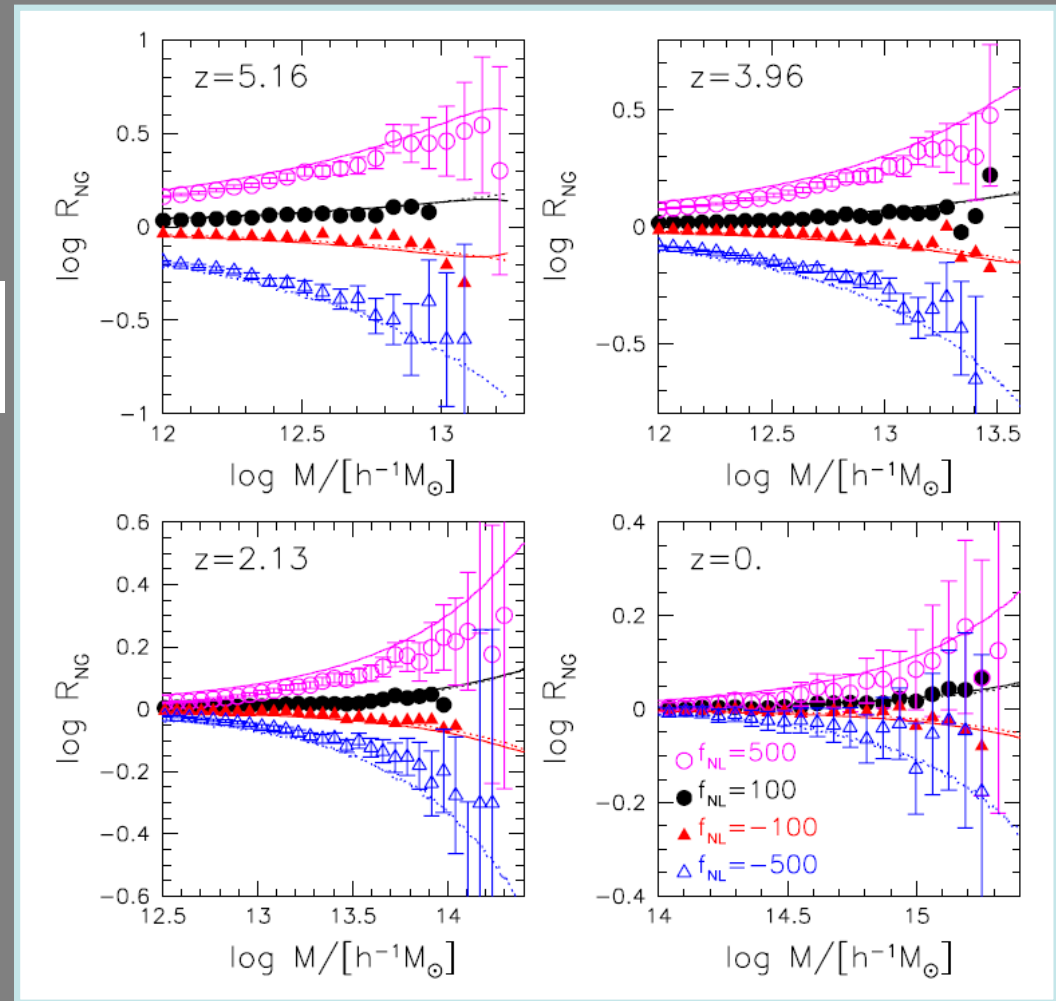 z=5.16
1
0.5
0
−0.5
−1
log R_NG
12
12.5
13
log M/[h⁻¹M☉]
z=3.96
0.5
0
−0.5
log R_NG
12
12.5
13
13.5
log M/[h⁻¹M☉]
z=2.13
0.6
0.4
0.2
0
−0.2
−0.4
−0.6
log R_NG
12.5
13
13.5
14
log M/[h⁻¹M☉]
z=0.
0.4
0.2
0
−0.2
−0.4
log R_NG
f_NL=500
f_NL=100
f_NL=−100
f_NL=−500
14
14.5
15
log M/[h⁻¹M☉]